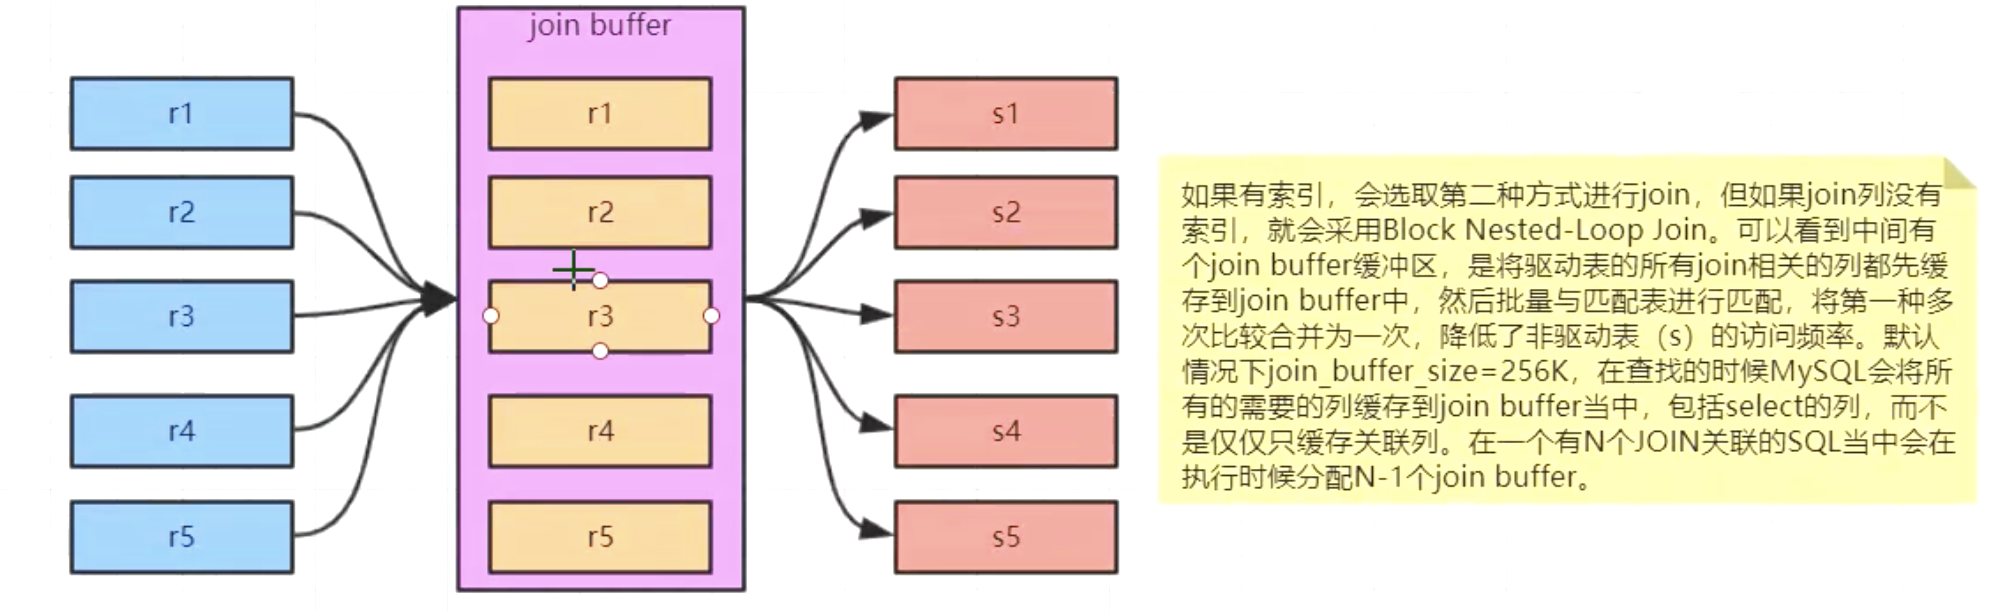 join buffer
r1
r2
r3
r4
r5
r1
r2
r3
r4
r5
s1
s2
s3
s4
s5
如果有索引，会选取第二种方式进行join，但如果join列没有
索引，就会采用Block Nested-Loop Join。可以看到中间有
个join buffer缓冲区，是将驱动表的所有join相关的列都先缓
存到join buffer中，然后批量与匹配表进行匹配，将第一种多
次比较合并为一次，降低了非驱动表（s）的访问频率。默认
情况下join_buffer_size=256K，在查找的时候MySQL会将所
有的需要的列缓存到join buffer当中，包括select的列，而不
是仅仅只缓存关联列。在一个有N个JOIN关联的SQL当中会在
执行时候分配N-1个join buffer。